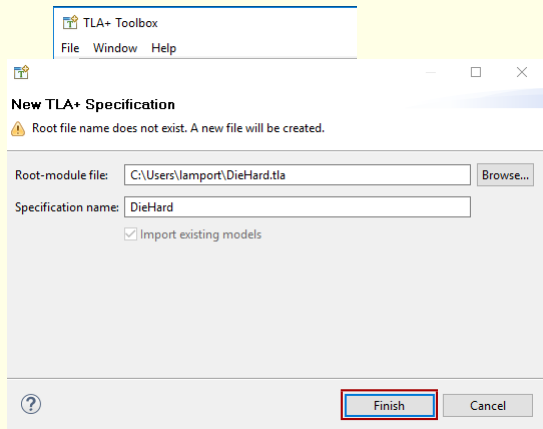 TLA+ Toolbox
File Window Help
New TLA+ Specification
Root file name does not exist. A new file will be created.
Root-module file: C:\Users\lamport\DieHard.tla Browse...
Specification name: DieHard
Import existing models
? Finish Cancel